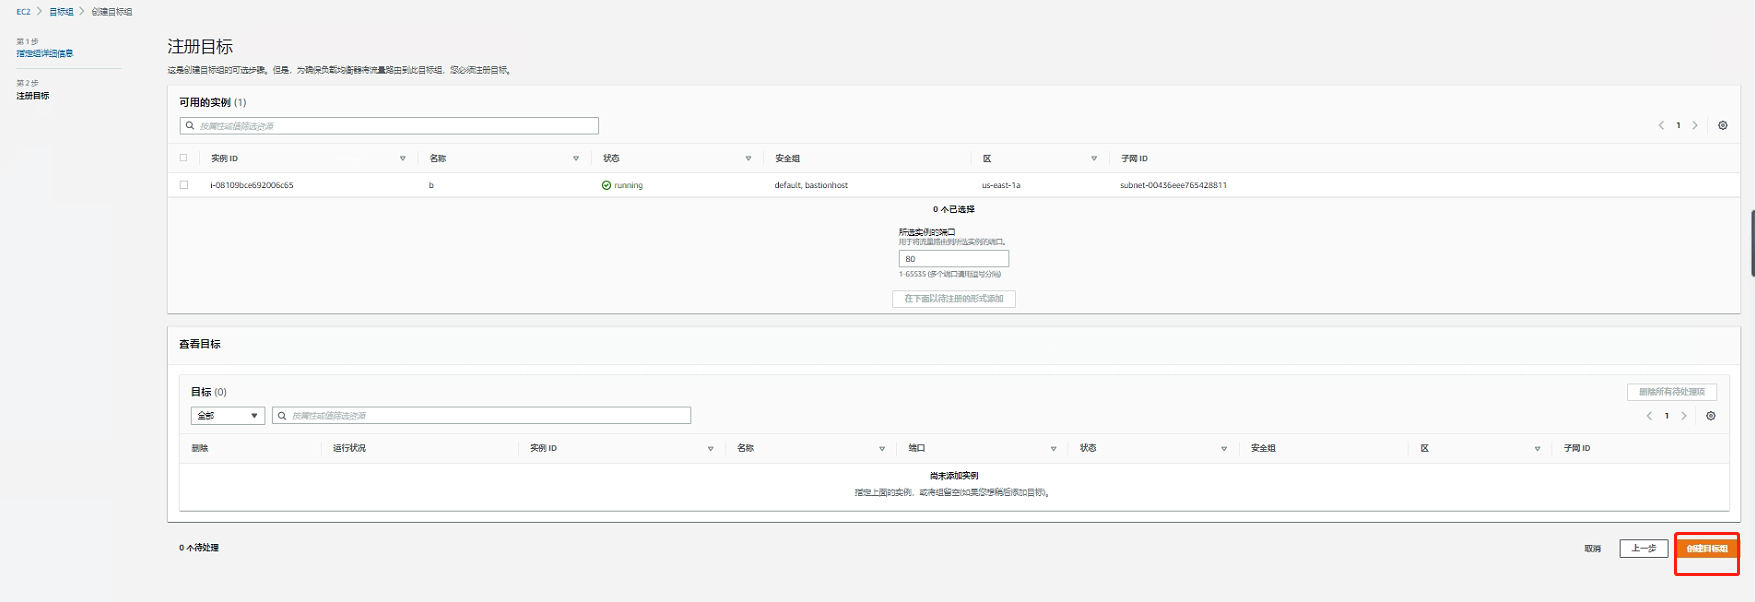 EC2 > 目标组 > 创建目标组
第 1 步
指定组详细信息
第 2 步
注册目标
注册目标
这是创建目标组的可选步骤。但是，为确保负载均衡器将流量路由到此目标组，您必须注册目标。
可用的实例 (1)
按属性或值筛选资源
1
实例 ID 名称 状态 安全组 区 子网 ID
i-08109bce692006c65 b running default, bastionhost us-east-1a subnet-00436eee765428811
0 个已选择
所选实例的端口
用于将流量路由到所选实例的端口。
80
1-65535 (多个端口请用逗号分隔)
在下面以待注册的形式添加
查看目标
目标 (0)
删除所有待处理项
全部
按属性或值筛选资源
1
删除 运行状况 实例 ID 名称 端口 状态 安全组 区 子网 ID
尚未添加实例
指定上面的实例，或将组留空(如果您想稍后添加目标)。
0 个待处理
取消 上一步 创建目标组